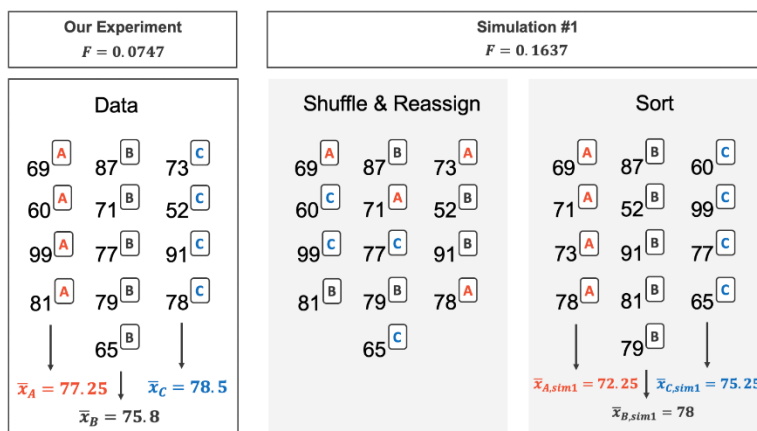 Our Experiment
F = 0.0747
Simulation #1
F = 0.1637
Data
69 A 87 B 73 C
60 A 71 B 52 C
99 A 77 B 91 C
81 A 79 B 78 C
65 B
x̅A = 77.25 x̅C = 78.5
x̅B = 75.8
Shuffle & Reassign
69 A 87 B 73 A
60 C 71 A 52 B
99 C 77 C 91 B
81 B 79 B 78 A
65 C
Sort
69 A 87 B 60 C
71 A 52 B 99 C
73 A 91 B 77 C
78 A 81 B 65 C
79 B
x̅A,sim1 = 72.25 x̅C,sim1 = 75.25
x̅B,sim1 = 78